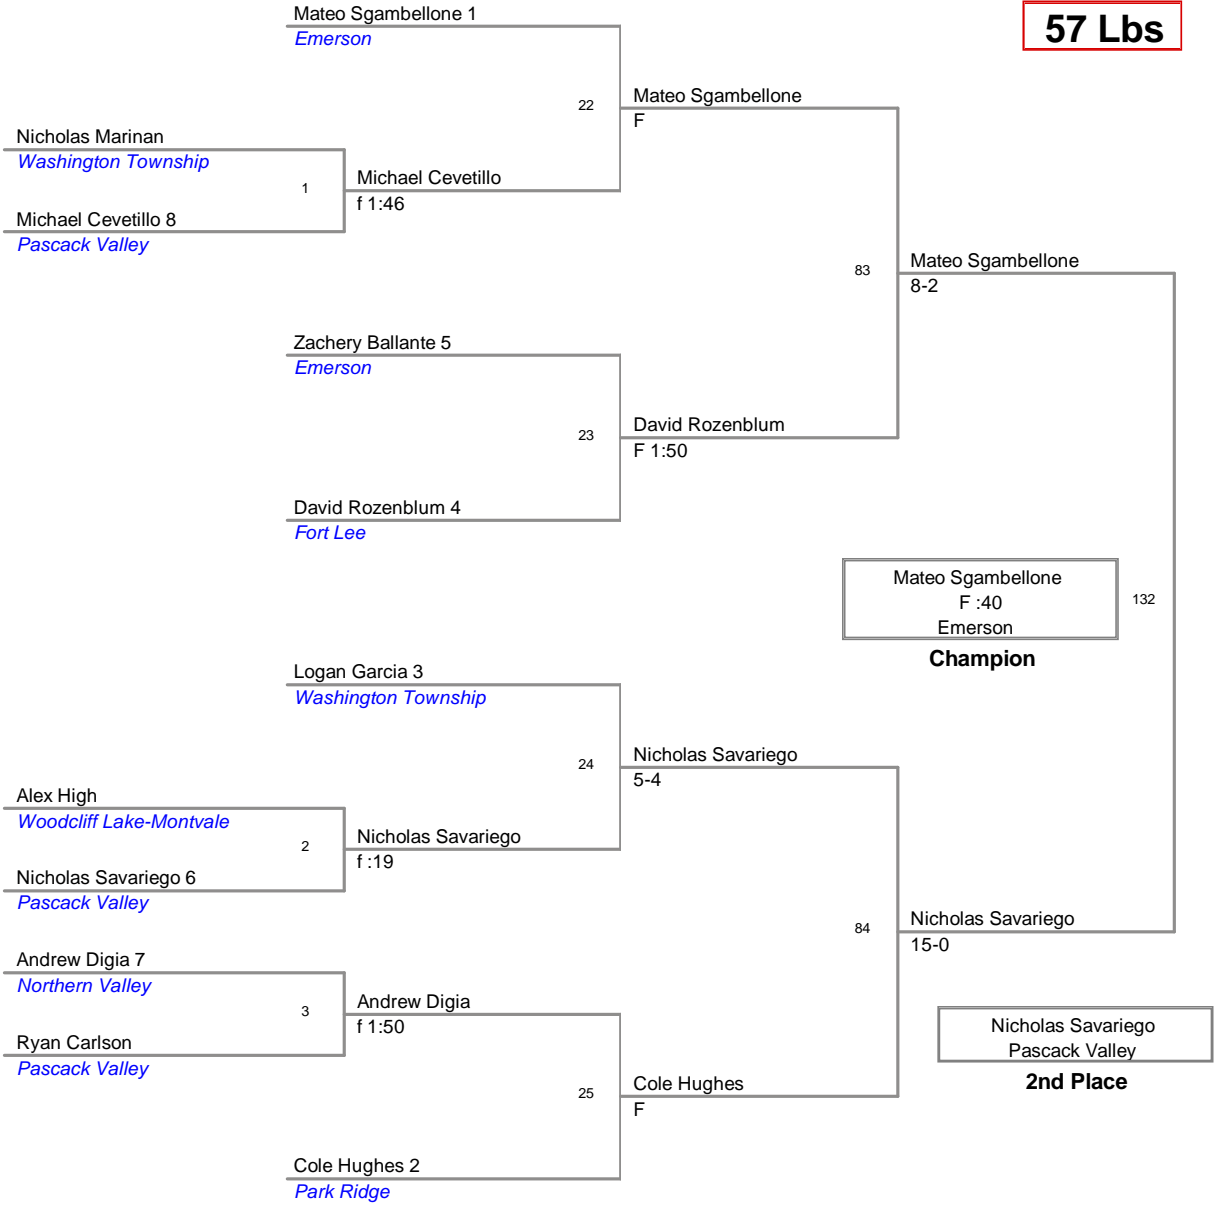 Mateo Sgambellone 1
57 Lbs
Emerson
22
Mateo Sgambellone
F
Nicholas Marinan
Washington Township
1
Michael Cevetillo
f 1:46
Michael Cevetillo 8
Pascack Valley
83
Mateo Sgambellone
8-2
Zachery Ballante 5
Emerson
23
David Rozenblum
F 1:50
David Rozenblum 4
Fort Lee
Mateo Sgambellone
F :40
Emerson
132
Champion
Logan Garcia 3
Washington Township
24
Nicholas Savariego
5-4
Alex High
Woodcliff Lake-Montvale
2
Nicholas Savariego
f :19
Nicholas Savariego 6
Pascack Valley
84
Nicholas Savariego
15-0
Andrew Digia 7
Northern Valley
3
Andrew Digia
f 1:50
Ryan Carlson
Pascack Valley
Nicholas Savariego
Pascack Valley
2nd Place
25
Cole Hughes
F
Cole Hughes 2
Park Ridge